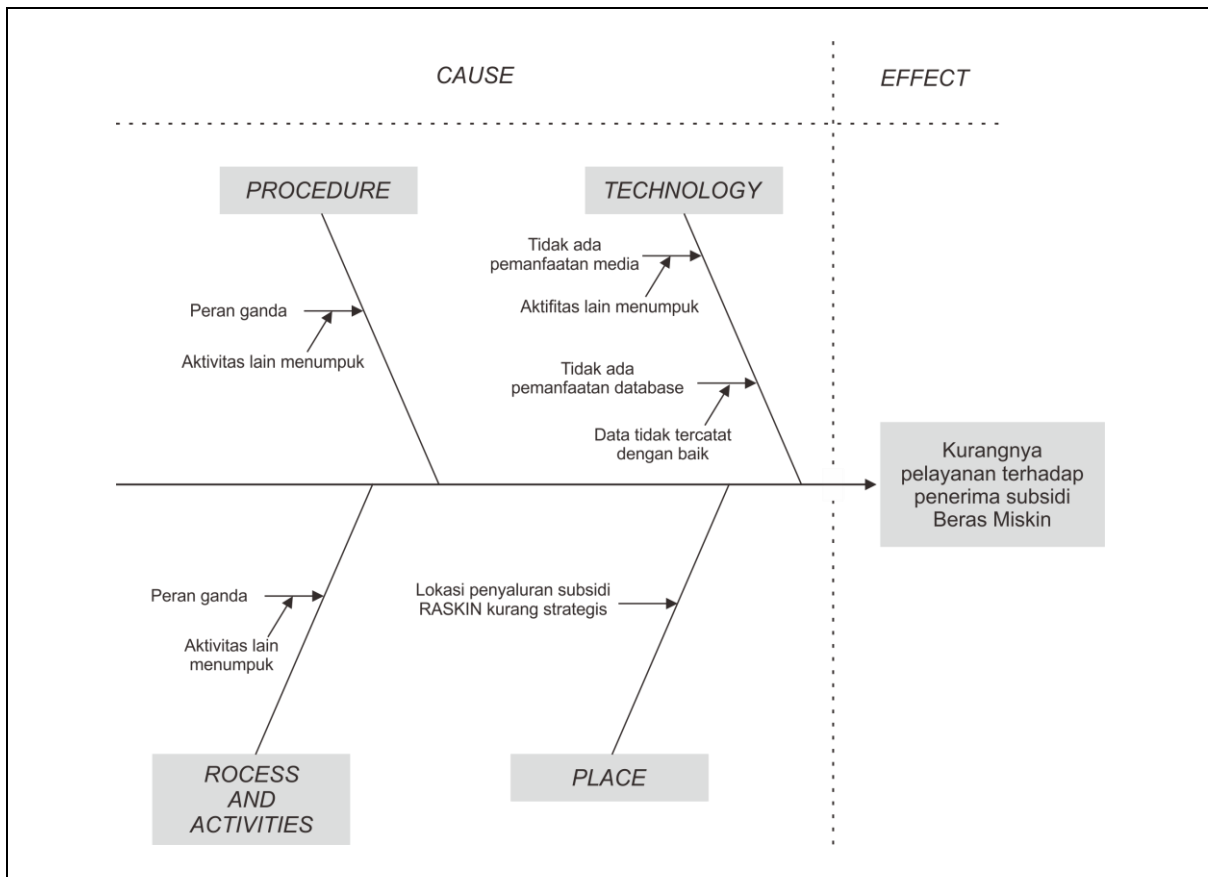 CAUSE
EFFECT
PROCEDURE
TECHNOLOGY
Tidak ada
pemanfaatan media
Aktifitas lain menumpuk
Peran ganda
Aktivitas lain menumpuk
Tidak ada
pemanfaatan database
Data tidak tercatat
dengan baik
Kurangnya
pelayanan terhadap
penerima subsidi
Beras Miskin
Peran ganda
Aktivitas lain
menumpuk
Lokasi penyaluran subsidi
RASKIN kurang strategis
ROCESS
AND
ACTIVITIES
PLACE